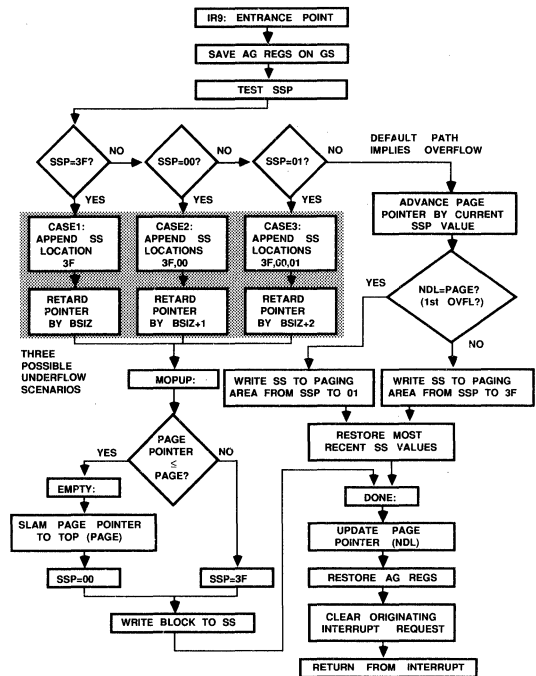 IR9: ENTRANCE POINT
SAVE AG REGS ON GS
TEST SSP
SSP=3F?
NO
SSP=00?
NO
SSP=01?
NO
DEFAULT PATH
IMPLIES OVERFLOW
YES
YES
YES
CASE1:
APPEND SS
LOCATION
3F
CASE2:
APPEND SS
LOCATIONS
3F,00
CASE3:
APPEND SS
LOCATIONS
3F,00,01
ADVANCE PAGE
POINTER BY CURRENT
SSP VALUE
RETARD
POINTER
BY BSIZ
RETARD
POINTER
BY BSIZ+1
RETARD
POINTER
BY BSIZ+2
YES
NDL=PAGE?
(1st OVFL?)
NO
THREE
POSSIBLE
UNDERFLOW
SCENARIOS
MOPUP:
WRITE SS TO PAGING
AREA FROM SSP TO 01
WRITE SS TO PAGING
AREA FROM SSP TO 3F
PAGE
POINTER
≤
PAGE?
YES
NO
RESTORE MOST
RECENT SS VALUES
EMPTY:
DONE:
SLAM PAGE POINTER
TO TOP (PAGE)
UPDATE PAGE
POINTER (NDL)
SSP=00
SSP=3F
RESTORE AG REGS
WRITE BLOCK TO SS
CLEAR ORIGINATING
INTERRUPT REQUEST
RETURN FROM INTERRUPT